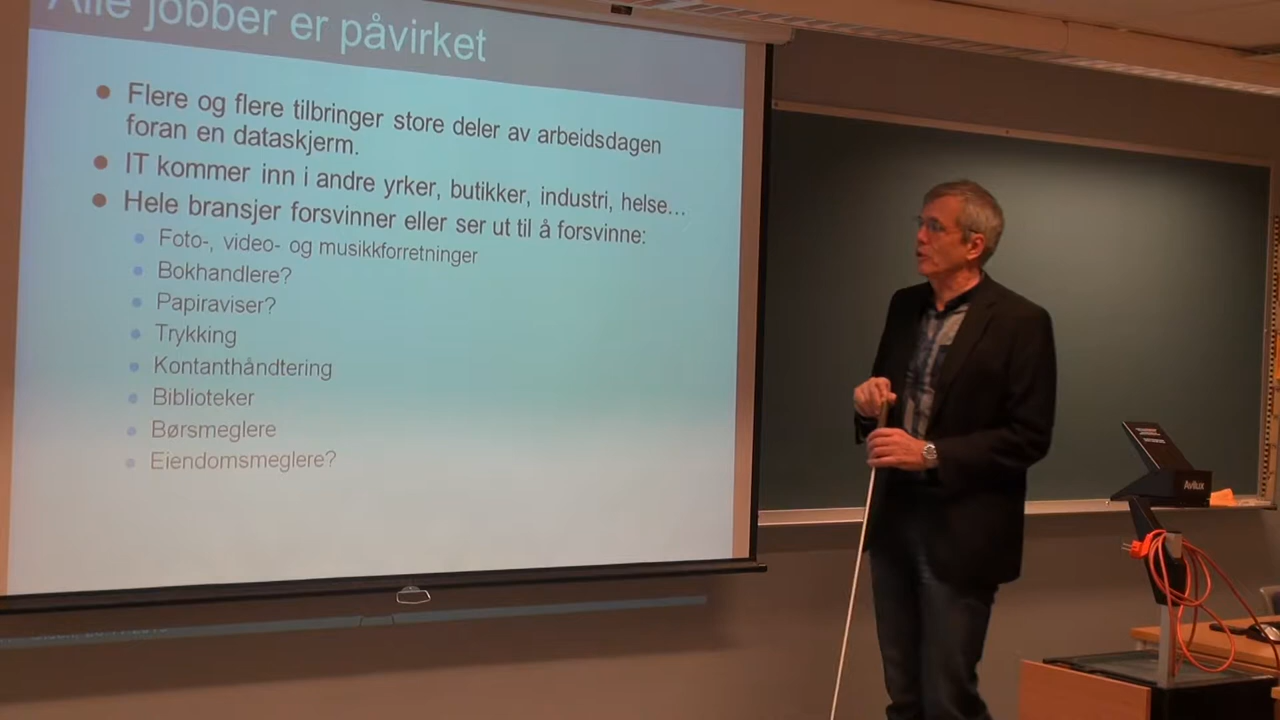 Alle jobber er påvirket
Flere og flere tilbringer store deler av arbeidsdagen
foran en dataskjerm.
IT kommer inn i andre yrker, butikker, industri, helse...
Hele bransjer forsvinner eller ser ut til å forsvinne:
Foto-, video- og musikkforretninger
Bokhandlere?
Papiraviser?
Trykking
Kontanthåndtering
Biblioteker
Børsmeglere
Eiendomsmeglere?
Avilux